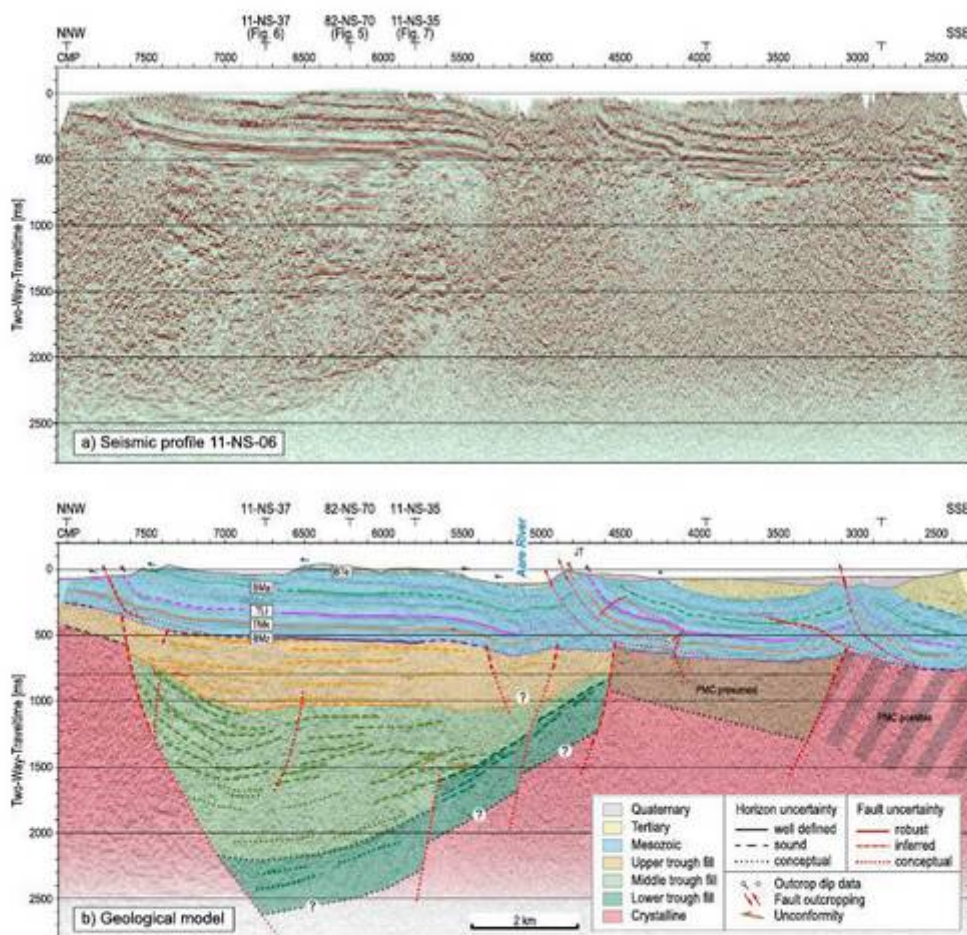 11-NS-37 82-NS-70 11-NS-35
(Fig. 6) (Fig. 5) (Fig. 7)
NNW SSE
CMP 7500 7000 6500 6000 5500 5000 4500 4000 3500 3000 2500
0
500
1000
1500
2000
2500
Two-Way-Traveltime [ms]
a) Seismic profile 11-NS-06
NNW 11-NS-37 82-NS-70 11-NS-35 SSE
CMP 7500 7000 6500 6000 5500 5000 4500 4000 3500 3000 2500
Aare River
JT
0
BTe
BMa
TLi
TMk
500
BMz
PMC presumed
PMC possible
1000
?
1500
?
2000
?
2500
?
Two-Way-Traveltime [ms]
b) Geological model
2 km
Quaternary
Tertiary
Mesozoic
Upper trough fill
Middle trough fill
Lower trough fill
Crystalline
Horizon uncertainty
well defined
sound
conceptual
Fault uncertainty
robust
inferred
conceptual
Outcrop dip data
Fault outcropping
Unconformity